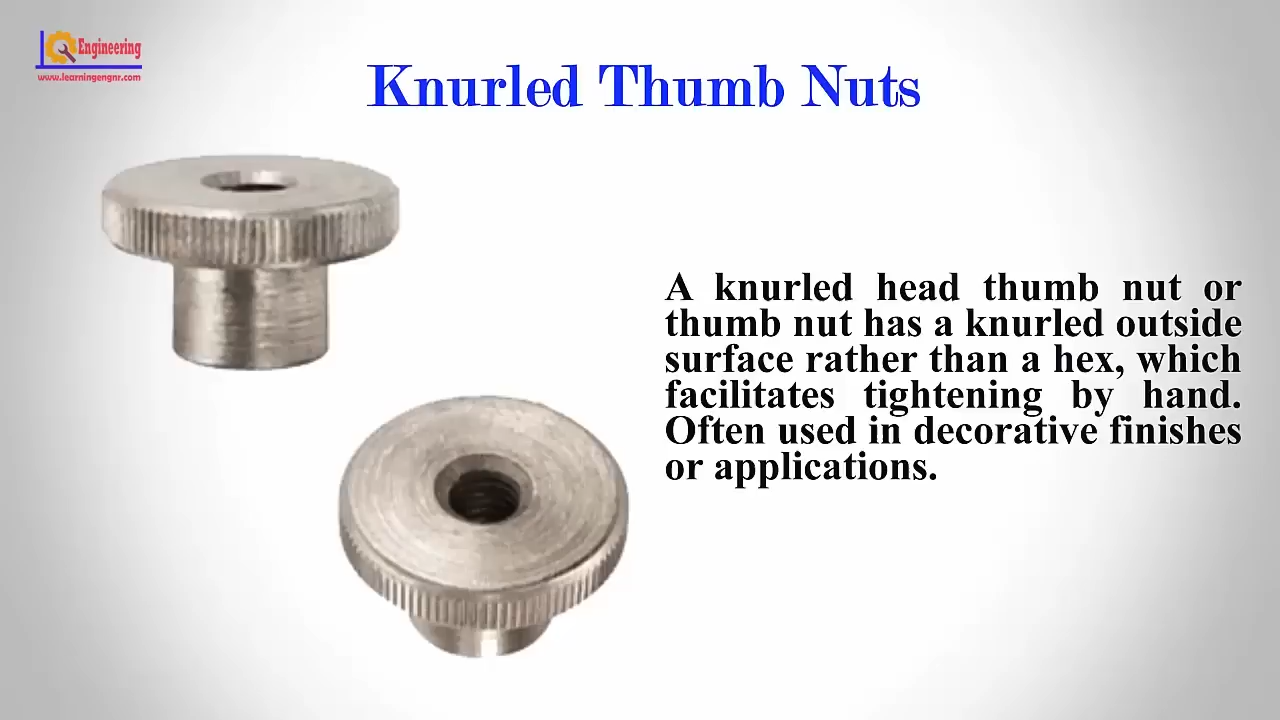 Engineering
www.learningengnr.com
Knurled Thumb Nuts
A knurled head thumb nut or
thumb nut has a knurled outside
surface rather than a hex, which
facilitates tightening by hand.
Often used in decorative finishes
or applications.